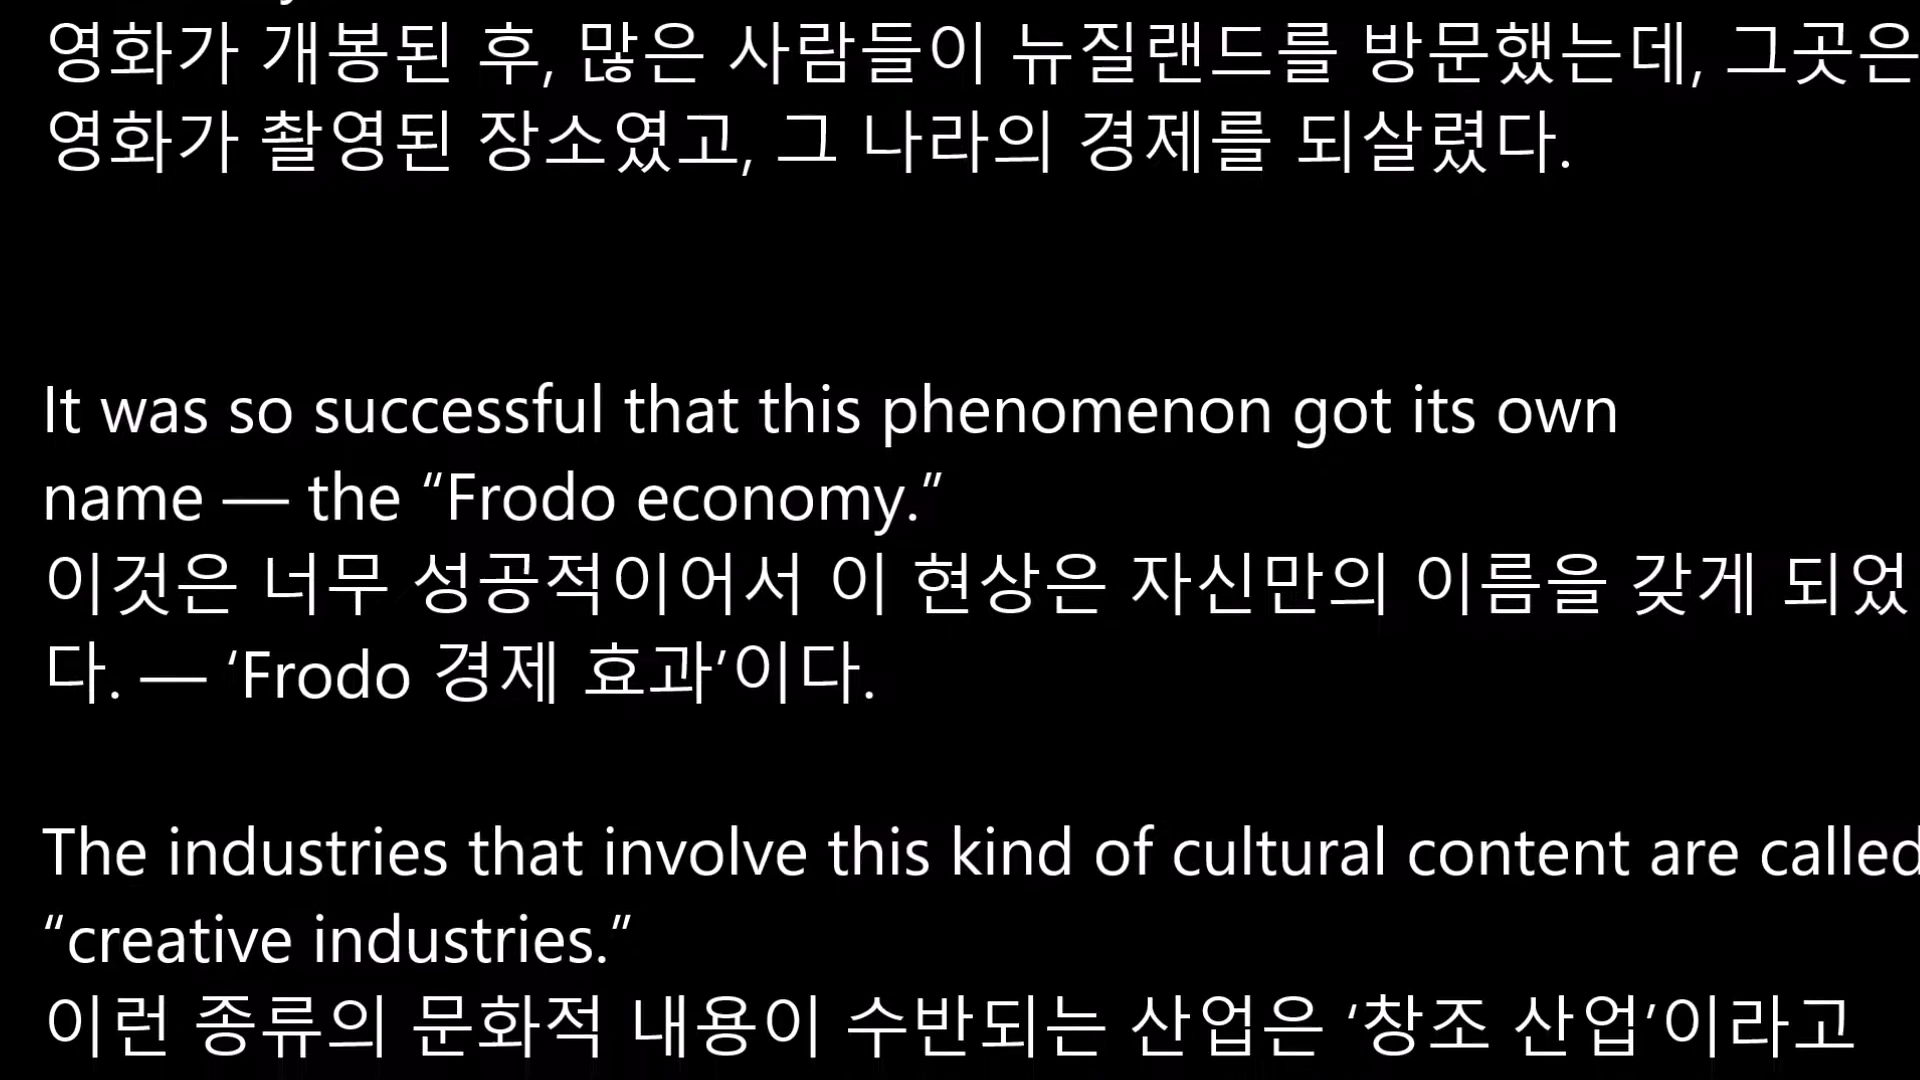 영화가 개봉된 후, 많은 사람들이 뉴질랜드를 방문했는데, 그곳은
영화가 촬영된 장소였고, 그 나라의 경제를 되살렸다.
It was so successful that this phenomenon got its own
name — the “Frodo economy.”
이것은 너무 성공적이어서 이 현상은 자신만의 이름을 갖게 되었
다. — ‘Frodo 경제 효과’이다.
The industries that involve this kind of cultural content are called
“creative industries.”
이런 종류의 문화적 내용이 수반되는 산업은 ‘창조 산업’이라고